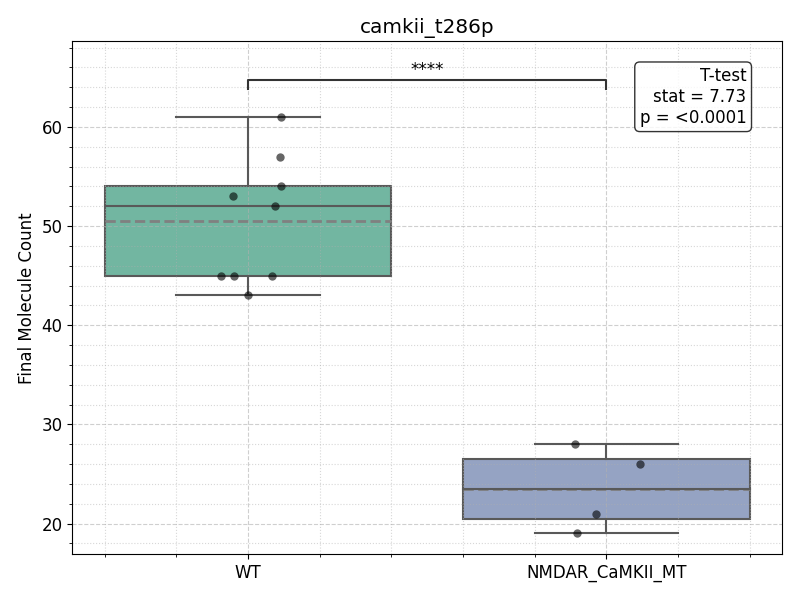 camkii_t286p
****
T-test
stat = 7.73
p = <0.0001
Final Molecule Count
60
50
40
30
20
WT
NMDAR_CaMKII_MT